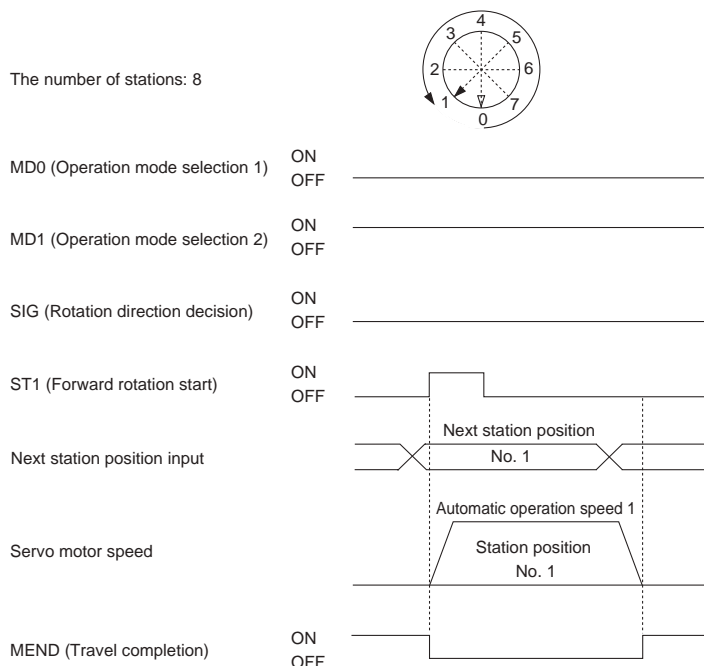 4
3 5
2 6
1 7
0
The number of stations: 8
MD0 (Operation mode selection 1) ON
OFF
MD1 (Operation mode selection 2) ON
OFF
SIG (Rotation direction decision) ON
OFF
ST1 (Forward rotation start) ON
OFF
Next station position
Next station position input No. 1
Automatic operation speed 1
Servo motor speed Station position
No. 1
MEND (Travel completion) ON
OFF